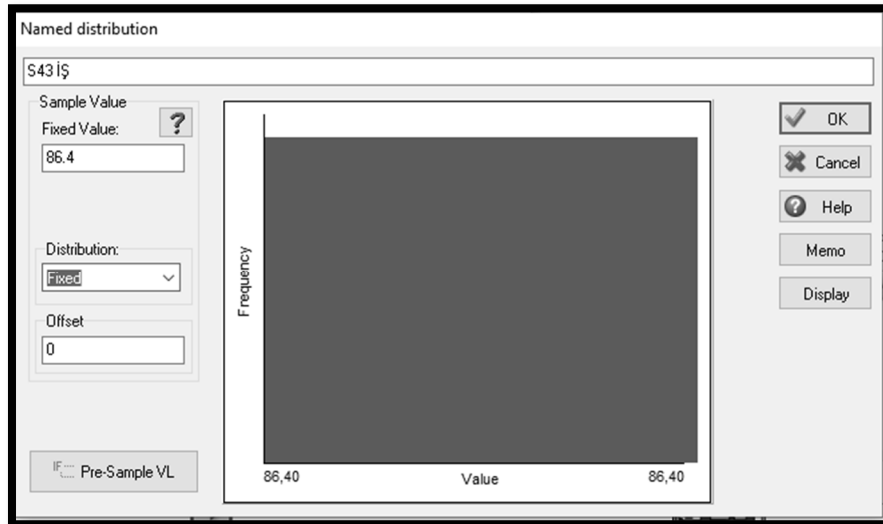 Named distribution
S43 İŞ
Sample Value
Fixed Value:
?
86.4
Distribution:
Fixed
Offset
0
IF Pre-Sample VL
Frequency
86,40
Value
86,40
OK
Cancel
? Help
Memo
Display